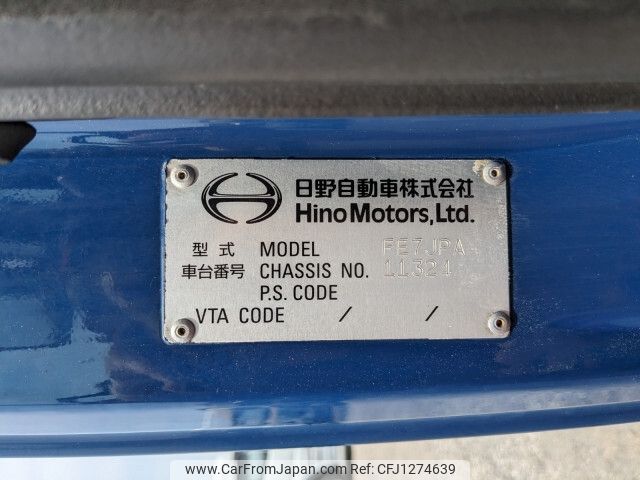 日野自動車株式会社
Hino Motors, Ltd.
型式 MODEL FE7JPA
車台番号 CHASSIS NO. 11324
P.S. CODE
VTA CODE / /
www.CarFromJapan.com | CFJ1274639